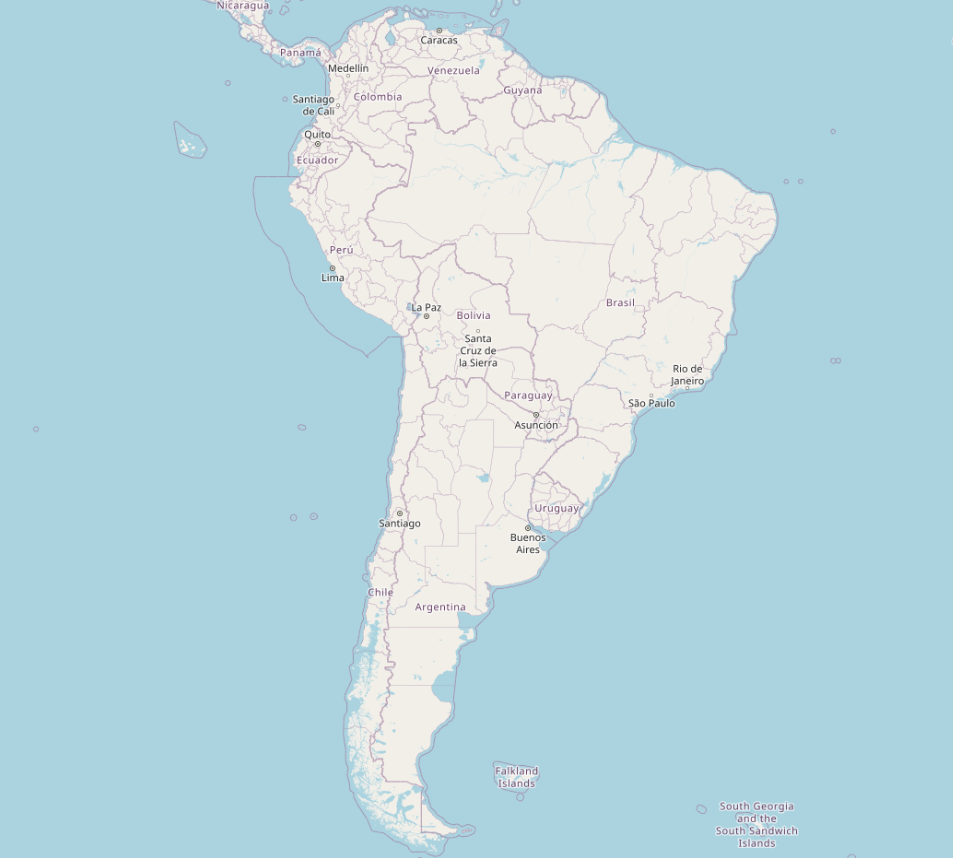 Nicaragua
Panamá
Caracas
Medellín
Venezuela
Guyana
Colombia
Santiago
de Cali
Quito
Ecuador
Perú
Lima
La Paz
Bolivia
Brasil
Santa
Cruz de
la Sierra
Rio de
Janeiro
Paraguay
São Paulo
Asunción
Uruguay
Santiago
Buenos
Aires
Chile
Argentina
Falkland
Islands
South Georgia
and the
South Sandwich
Islands